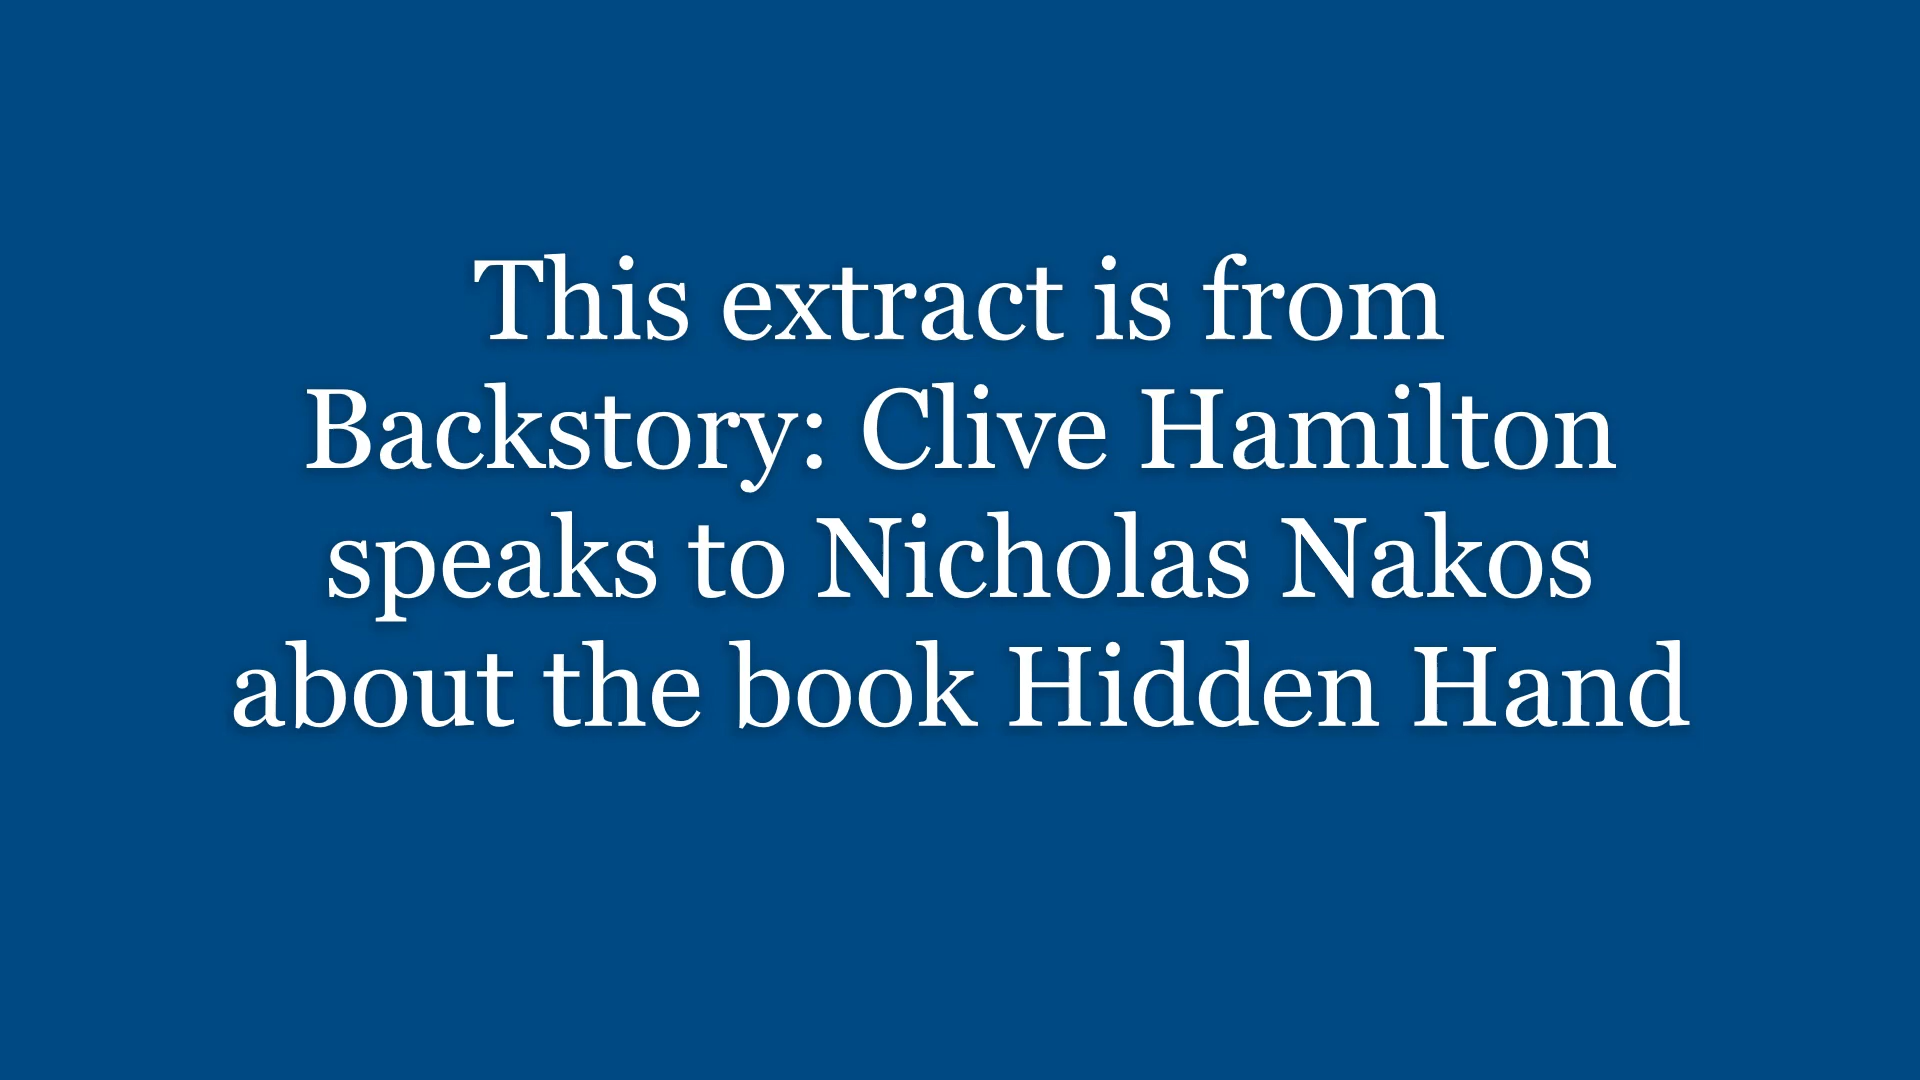 This extract is from
Backstory: Clive Hamilton
speaks to Nicholas Nakos
about the book Hidden Hand